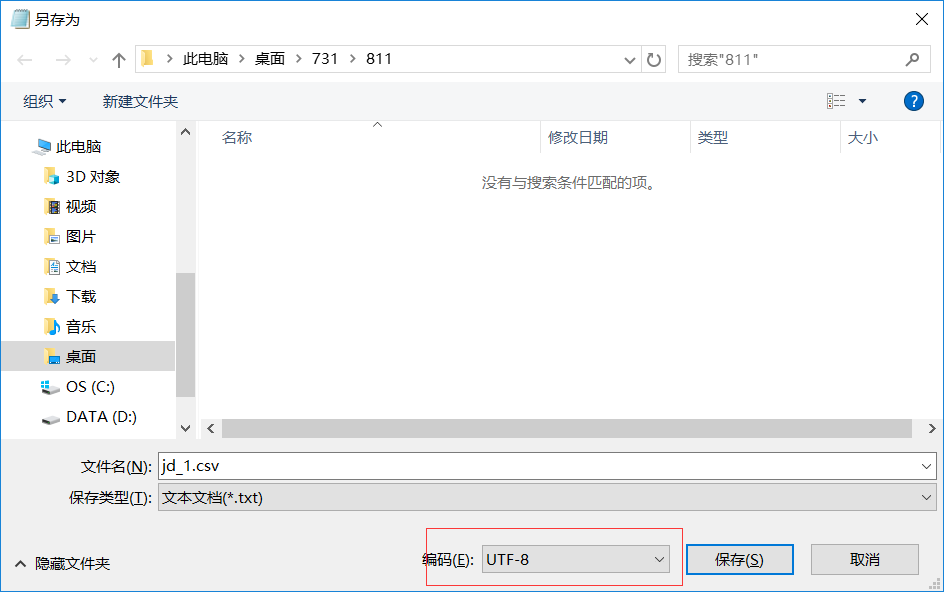 另存为
此电脑 桌面 731 811 搜索"811"
组织 新建文件夹 ?
名称 修改日期 类型 大小
没有与搜索条件匹配的项。
此电脑
3D 对象
视频
图片
文档
下载
音乐
桌面
OS (C:)
DATA (D:)
文件名(N): jd_1.csv
保存类型(T): 文本文档(*.txt)
隐藏文件夹 编码(E): UTF-8 保存(S) 取消